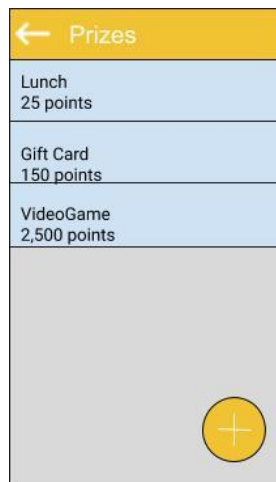 Prizes
Lunch
25 points
Gift Card
150 points
VideoGame
2,500 points